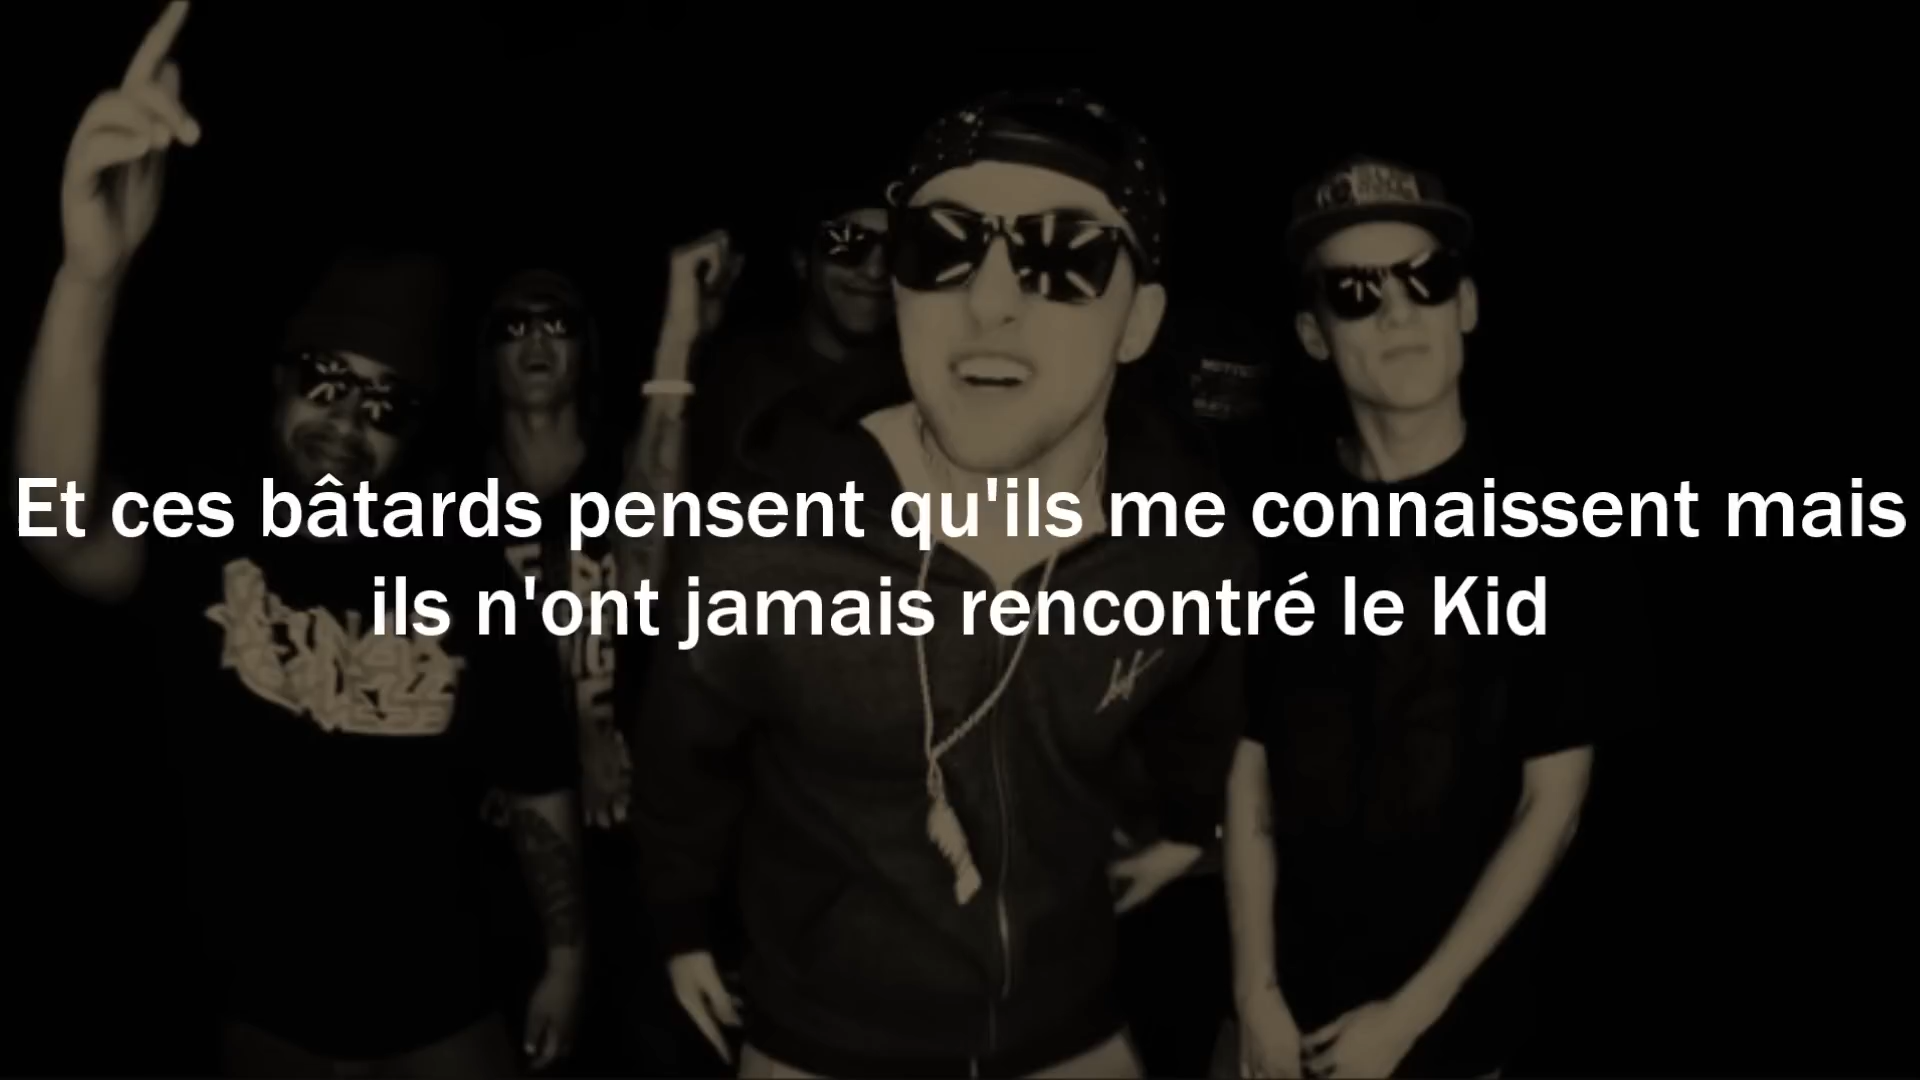 Et ces bâtards pensent qu'ils me connaissent mais
ils n'ont jamais rencontré le Kid